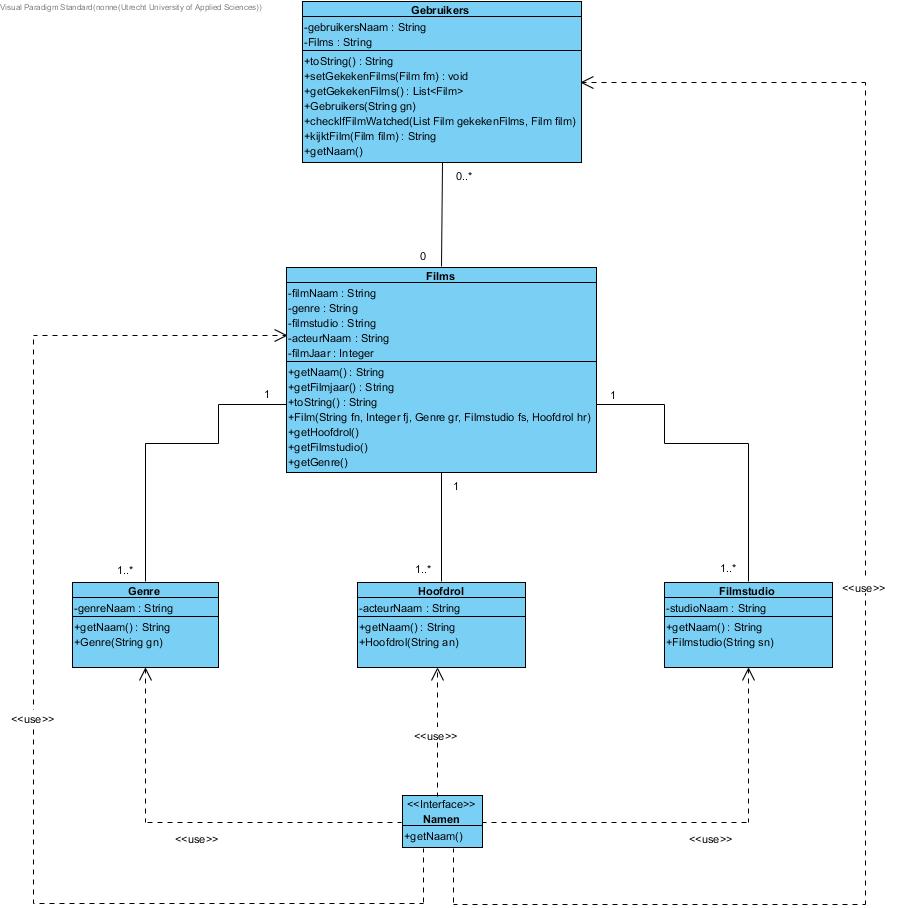 Visual Paradigm Standard(nonne(Utrecht University of Applied Sciences))
Gebruikers
-gebruikersNaam : String
-Films : String
+toString() : String
+setGekekenFilms(Film fm) : void
+getGekekenFilms() : List<Film>
+Gebruikers(String gn)
+checkIfFilmWatched(List Film gekekenFilms, Film film)
+kijktFilm(Film film) : String
+getNaam()
0..*
0
Films
-filmNaam : String
-genre : String
-filmstudio : String
-acteurNaam : String
-filmJaar : Integer
+getNaam() : String
+getFilmjaar() : String
+toString() : String
+Film(String fn, Integer fj, Genre gr, Filmstudio fs, Hoofdrol hr)
+getHoofdrol()
+getFilmstudio()
+getGenre()
1
1
1
1..*
1..*
1..*
Genre
-genreNaam : String
+getNaam() : String
+Genre(String gn)
Hoofdrol
-acteurNaam : String
+getNaam() : String
+Hoofdrol(String an)
Filmstudio
-studioNaam : String
+getNaam() : String
+Filmstudio(String sn)
<<use>>
<<use>>
<<use>>
<<Interface>>
Namen
+getNaam()
<<use>>
<<use>>